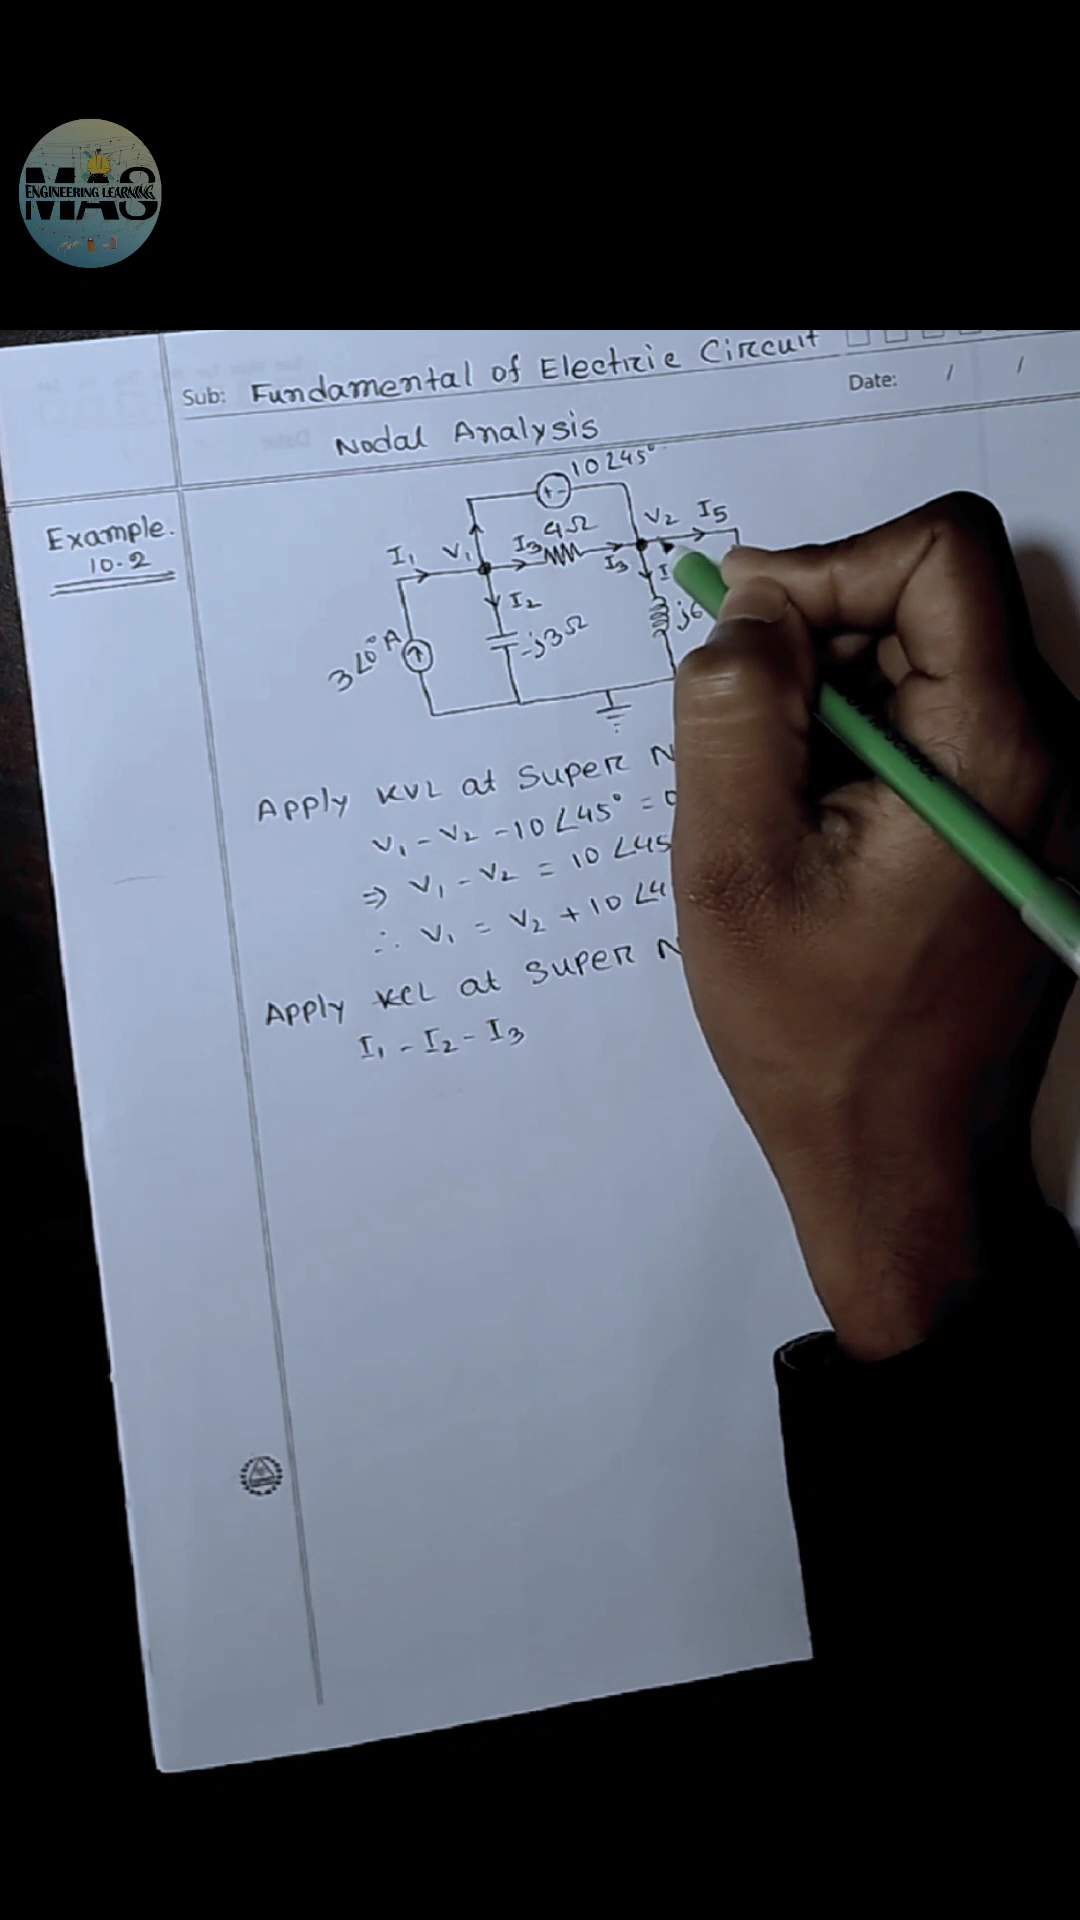 MAS
ENGINEERING LEARNING
Sub: Fundamental of Electric Circuit
Date: / /
Nodal Analysis
Example.
10.2
10∠45°
4Ω
I₁
V₁
I₃
I₃
V₂
I₅
I₂
-j3Ω
3∠0°A
Apply KVL at Super
V₁ - V₂ - 10∠45° =
⇒ V₁ - V₂ = 10∠45
∴ V₁ = V₂ + 10∠4
Apply KCL at Super
I₁ - I₂ - I₃